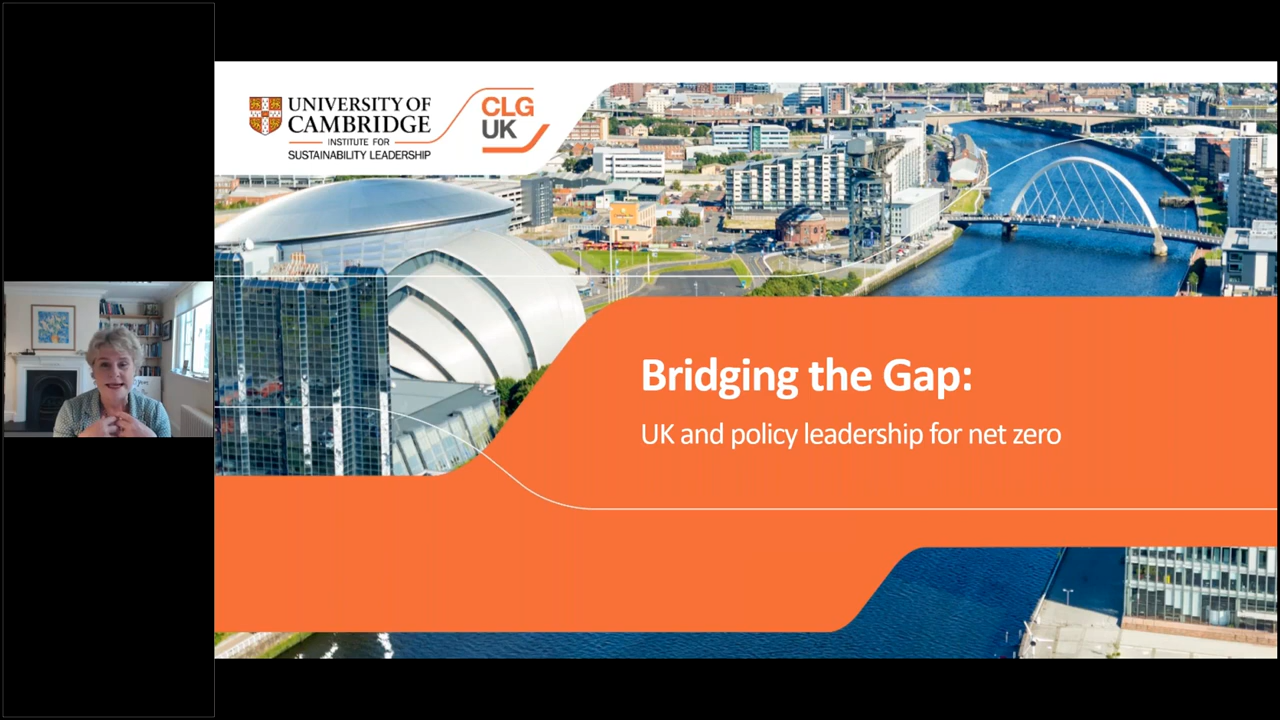 UNIVERSITY OF
CAMBRIDGE
INSTITUTE FOR
SUSTAINABILITY LEADERSHIP
CLG
UK
Bridging the Gap:
UK and policy leadership for net zero